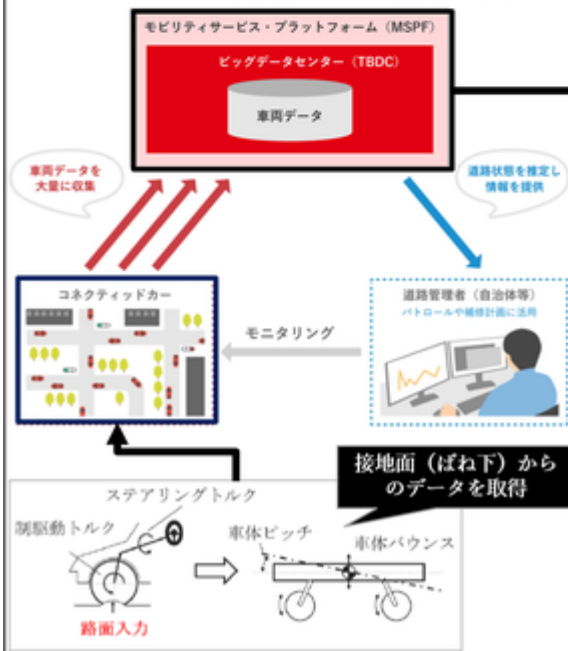 モビリティサービス・プラットフォーム（MSPF）
ビッグデータセンター（TBDC）
車両データ
車両データを
大量に収集
道路状態を推定し
情報を提供
コネクティッドカー
モニタリング
道路管理者（自治体等）
パトロールや補修計画に活用
接地面（ばね下）から
のデータを取得
ステアリングトルク
制駆動トルク
車体ピッチ
車体バウンス
路面入力